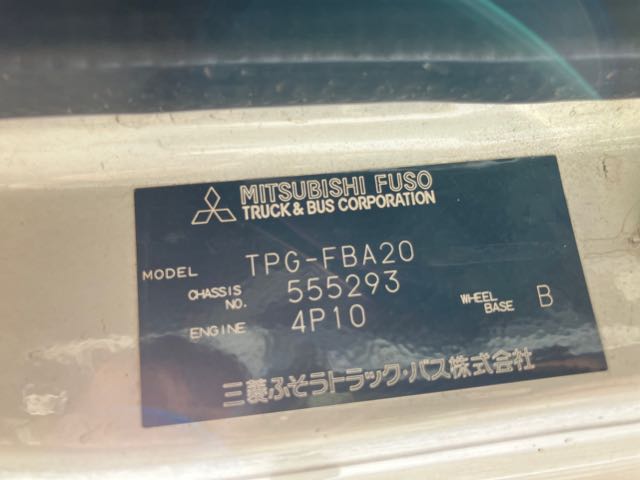 MITSUBISHI FUSO
TRUCK & BUS CORPORATION
MODEL TPG-FBA20
CHASSIS NO. 555293
ENGINE 4P10 WHEEL BASE B
三菱ふそうトラック・バス株式会社